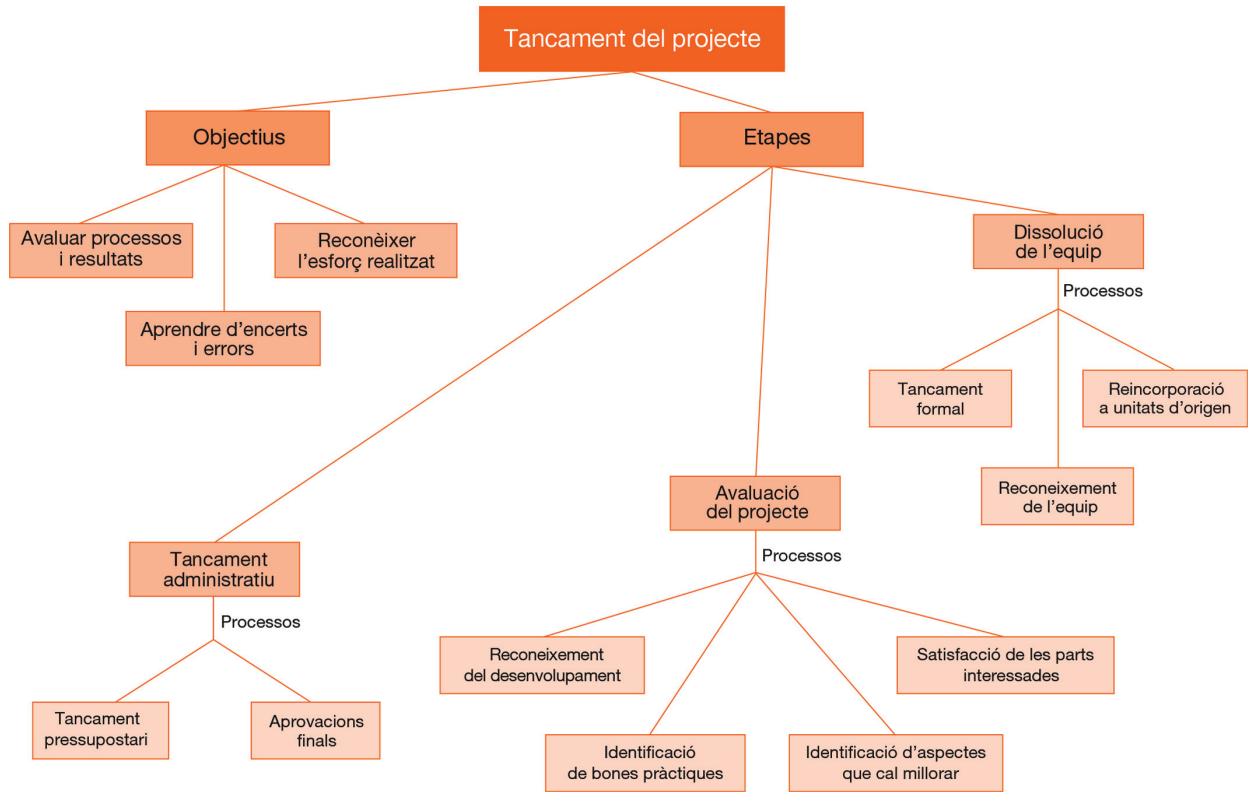 Tancament del projecte
Objectius
Etapes
Avaluar processos
i resultats
Reconèixer
l’esforç realitzat
Aprendre d’encerts
i errors
Dissolució
de l’equip
Processos
Tancament
formal
Reincorporació
a unitats d’origen
Reconeixement
de l’equip
Avaluació
del projecte
Processos
Reconeixement
del desenvolupament
Satisfacció de les parts
interessades
Identificació
de bones pràctiques
Identificació d’aspectes
que cal millorar
Tancament
administratiu
Processos
Tancament
pressupostari
Aprovacions
finals